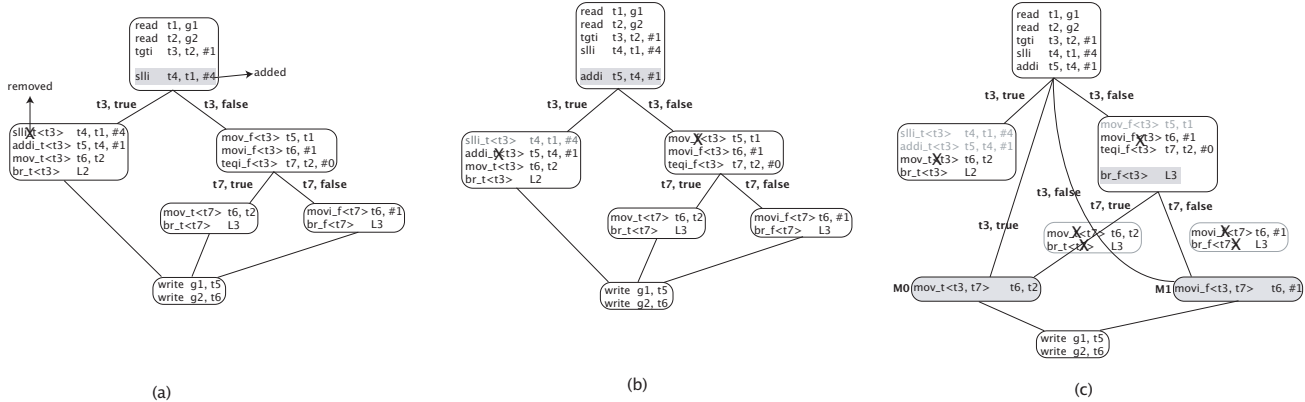 read t1, g1
read t2, g2
tgti t3, t2, #1
slli t4, t1, #4
added
removed
t3, true
t3, false
slli_t<t3> t4, t1, #4
addi_t<t3> t5, t4, #1
mov_t<t3> t6, t2
br_t<t3> L2
mov_f<t3> t5, t1
movi_f<t3> t6, #1
teqi_f<t3> t7, t2, #0
t7, true
t7, false
mov_t<t7> t6, t2
br_t<t7> L3
movi_f<t7> t6, #1
br_f<t7> L3
write g1, t5
write g2, t6
(a)
read t1, g1
read t2, g2
tgti t3, t2, #1
slli t4, t1, #4
addi t5, t4, #1
t3, true
t3, false
slli_t<t3> t4, t1, #4
addi_t<t3> t5, t4, #1
mov_t<t3> t6, t2
br_t<t3> L2
mov_f<t3> t5, t1
movi_f<t3> t6, #1
teqi_f<t3> t7, t2, #0
t7, true
t7, false
mov_t<t7> t6, t2
br_t<t7> L3
movi_f<t7> t6, #1
br_f<t7> L3
write g1, t5
write g2, t6
(b)
read t1, g1
read t2, g2
tgti t3, t2, #1
slli t4, t1, #4
addi t5, t4, #1
t3, true
t3, false
slli_t<t3> t4, t1, #4
addi_t<t3> t5, t4, #1
mov_t<t3> t6, t2
br_t<t3> L2
mov_f<t3> t5, t1
movi_f<t3> t6, #1
teqi_f<t3> t7, t2, #0
br_f<t3> L3
t3, false
t7, true
t7, false
t3, true
mov_t<t7> t6, t2
br_t<t7> L3
movi_f<t7> t6, #1
br_f<t7> L3
M0 mov_t<t3, t7> t6, t2
M1 movi_f<t3, t7> t6, #1
write g1, t5
write g2, t6
(c)